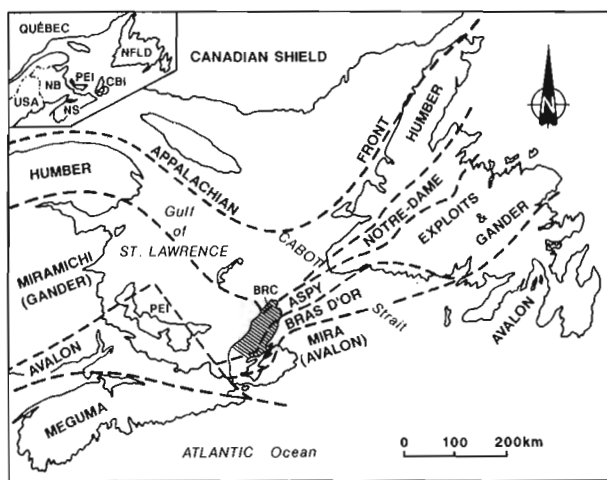 QUÉBEC
NFLD
PEI
CBI
NB
USA
NS
CANADIAN SHIELD
N
HUMBER
FRONT
APPALACHIAN
HUMBER
NOTRE-DAME
EXPLOITS
&
GANDER
Gulf
of
ST. LAWRENCE
CABOT
MIRAMICHI
(GANDER)
BRC
ASPY
BRAS D'OR
Strait
PEI
MIRA
(AVALON)
AVALON
AVALON
MEGUMA
ATLANTIC Ocean
0 100 200km